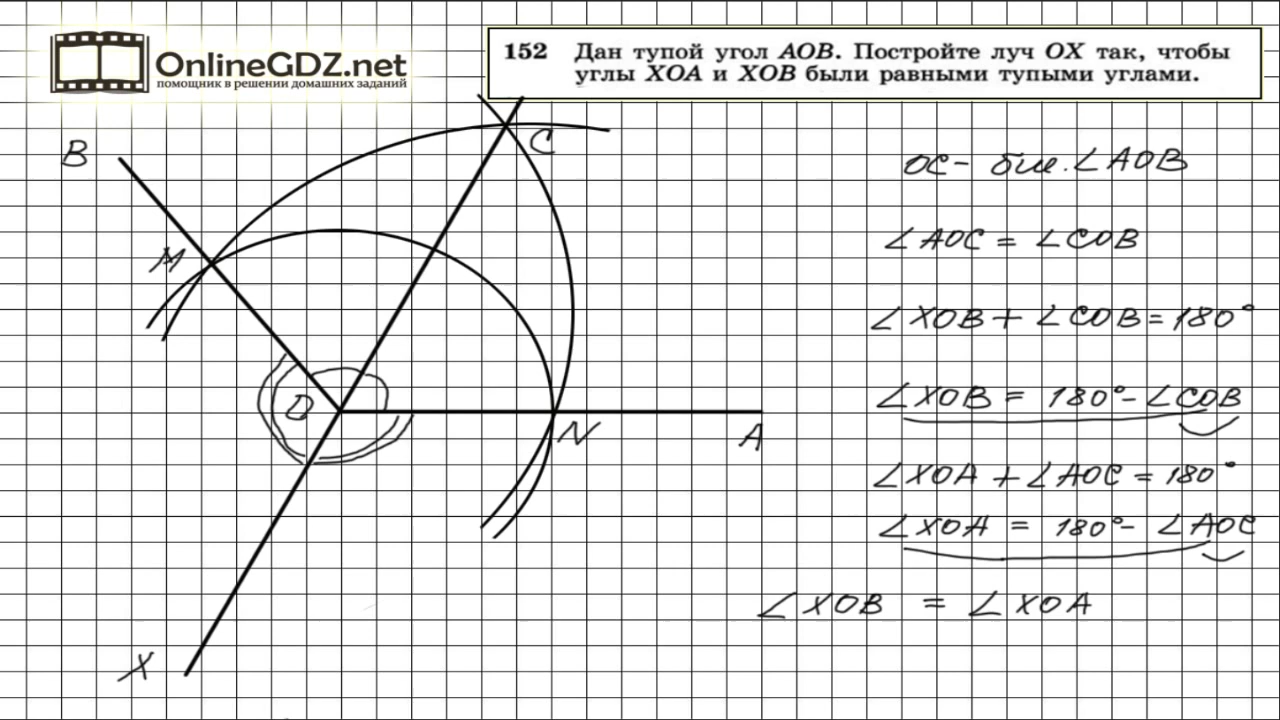 OnlineGDZ.net
помощник в решении домашних заданий
152 Дан тупой угол AOB. Постройте луч OX так, чтобы
углы XOA и XOB были равными тупыми углами.
B
C
M
O
N
A
X
OC - бис. ∠AOB
∠AOC = ∠COB
∠XOB + ∠COB = 180°
∠XOB = 180° - ∠COB
∠XOA + ∠AOC = 180°
∠XOA = 180° - ∠AOC
∠XOB = ∠XOA